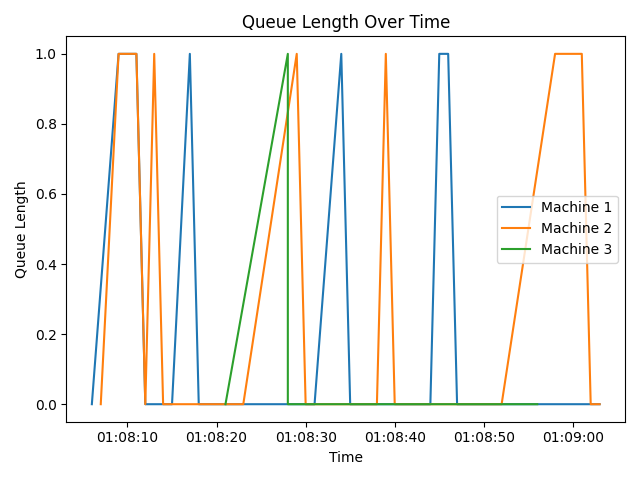 Queue Length Over Time
1.0
0.8
0.6
0.4
0.2
0.0
Queue Length
Machine 1
Machine 2
Machine 3
01:08:10 01:08:20 01:08:30 01:08:40 01:08:50 01:09:00
Time